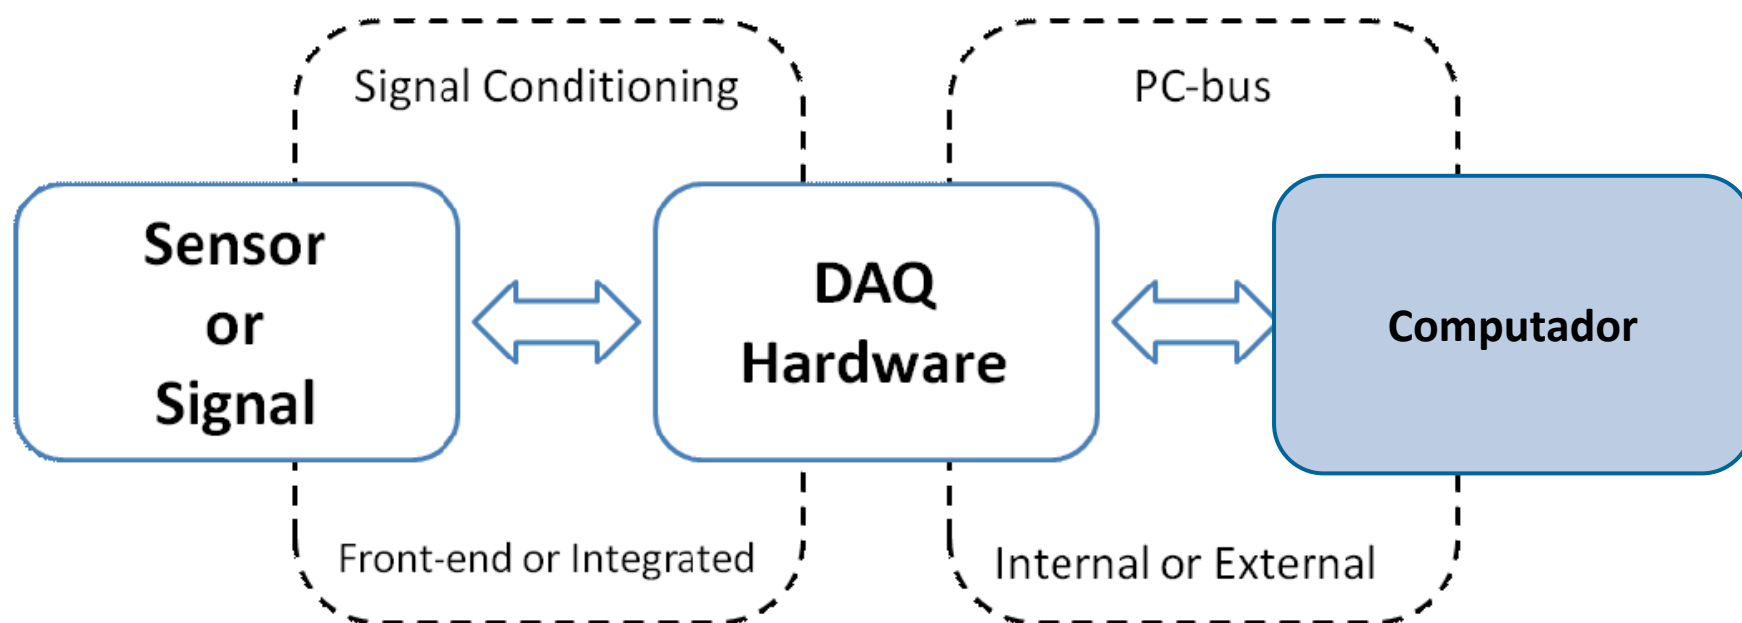 Signal Conditioning
PC-bus
Sensor
or
Signal
DAQ
Hardware
Computador
Front-end or Integrated
Internal or External